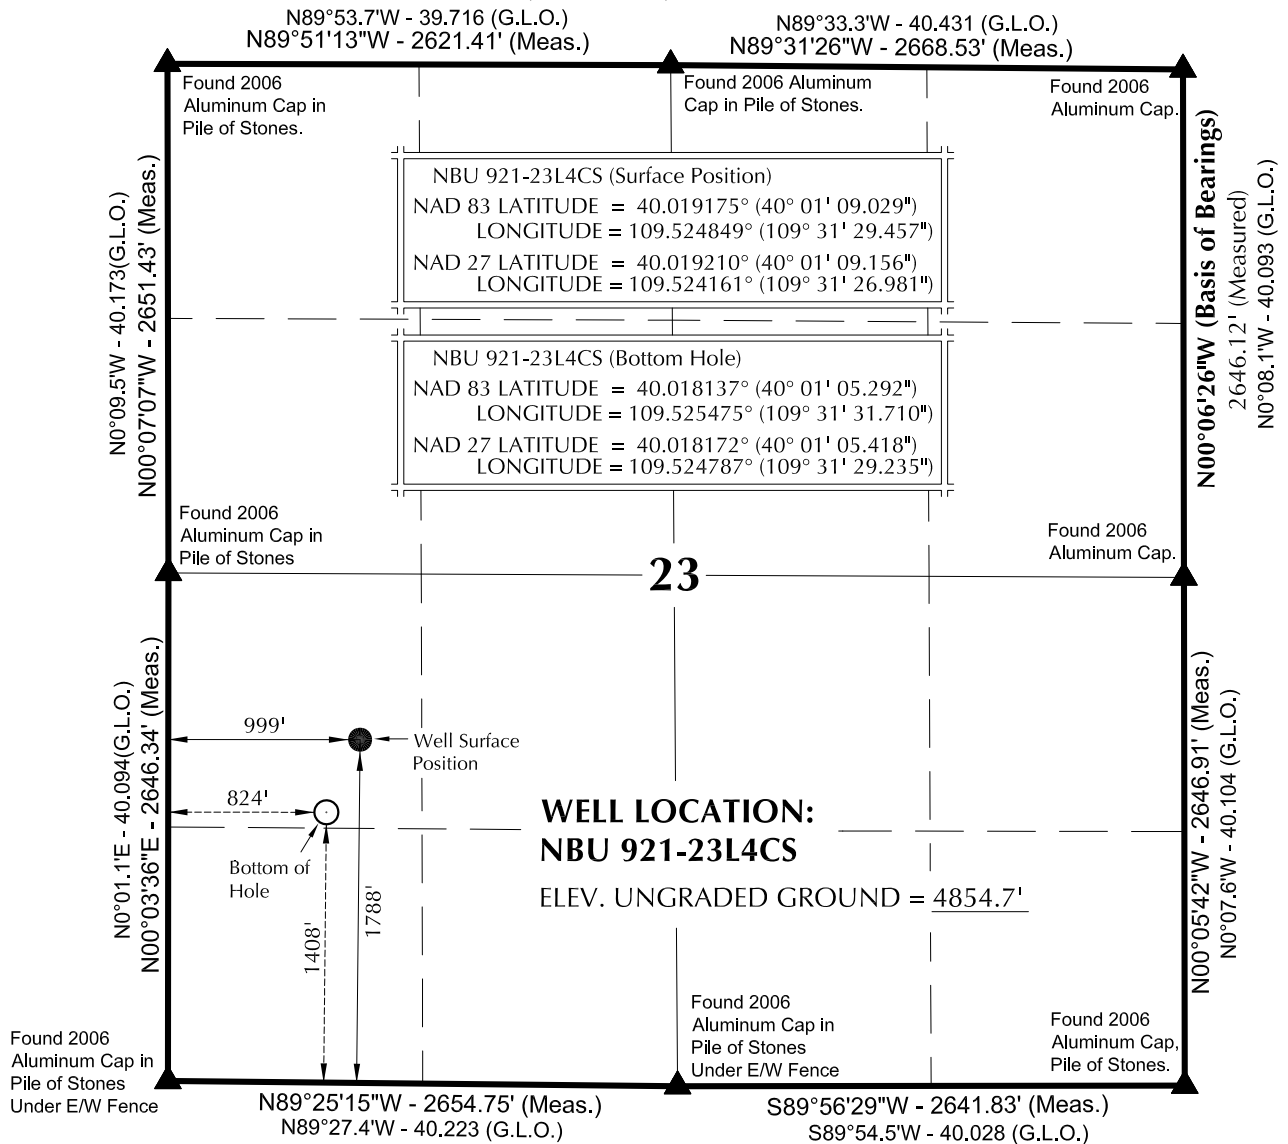 N89°53.7'W - 39.716 (G.L.O.)
N89°51'13"W - 2621.41' (Meas.)
N89°33.3'W - 40.431 (G.L.O.)
N89°31'26"W - 2668.53' (Meas.)
Found 2006
Aluminum Cap in
Pile of Stones.
Found 2006 Aluminum
Cap in Pile of Stones.
Found 2006
Aluminum Cap.
N0°09.5'W - 40.173(G.L.O.)
N00°07'07"W - 2651.43' (Meas.)
NBU 921-23L4CS (Surface Position)
NAD 83 LATITUDE = 40.019175° (40° 01' 09.029")
LONGITUDE = 109.524849° (109° 31' 29.457")
NAD 27 LATITUDE = 40.019210° (40° 01' 09.156")
LONGITUDE = 109.524161° (109° 31' 26.981")
NBU 921-23L4CS (Bottom Hole)
NAD 83 LATITUDE = 40.018137° (40° 01' 05.292")
LONGITUDE = 109.525475° (109° 31' 31.710")
NAD 27 LATITUDE = 40.018172° (40° 01' 05.418")
LONGITUDE = 109.524787° (109° 31' 29.235")
N00°06'26"W (Basis of Bearings)
2646.12' (Measured)
N0°08.1'W - 40.093 (G.L.O.)
Found 2006
Aluminum Cap in
Pile of Stones
Found 2006
Aluminum Cap.
23
N0°01.1'E - 40.094(G.L.O.)
N00°03'36"E - 2646.34' (Meas.)
999'
Well Surface
Position
824'
Bottom of
Hole
1408'
1788'
WELL LOCATION:
NBU 921-23L4CS
ELEV. UNGRADED GROUND = 4854.7'
N00°05'42"W - 2646.91' (Meas.)
N0°07.6'W - 40.104 (G.L.O.)
Found 2006
Aluminum Cap in
Pile of Stones
Under E/W Fence
Found 2006
Aluminum Cap in
Pile of Stones
Under E/W Fence
Found 2006
Aluminum Cap,
Pile of Stones.
N89°25'15"W - 2654.75' (Meas.)
N89°27.4'W - 40.223 (G.L.O.)
S89°56'29"W - 2641.83' (Meas.)
S89°54.5'W - 40.028 (G.L.O.)